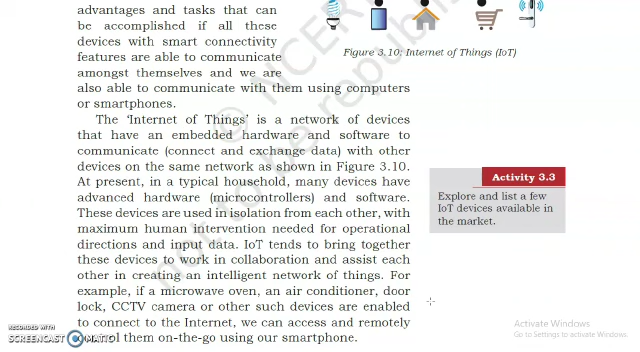 advantages and tasks that can
be accomplished if all these
devices with smart connectivity
features are able to communicate
amongst themselves and we are
also able to communicate with them using computers
or smartphones.
The ‘Internet of Things’ is a network of devices
that have an embedded hardware and software to
communicate (connect and exchange data) with other
devices on the same network as shown in Figure 3.10.
At present, in a typical household, many devices have
advanced hardware (microcontrollers) and software.
These devices are used in isolation from each other, with
maximum human intervention needed for operational
directions and input data. IoT tends to bring together
these devices to work in collaboration and assist each
other in creating an intelligent network of things. For
example, if a microwave oven, an air conditioner, door
lock, CCTV camera or other such devices are enabled
to connect to the Internet, we can access and remotely
them on-the-go using our smartphone.
Figure 3.10: Internet of Things (IoT)
Activity 3.3
Explore and list a few
IoT devices available in
the market.
© NCER
not to be republ
RECORDED WITH
SCREENCAST MATIC
Activate Windows
Go to Settings to activate Windows